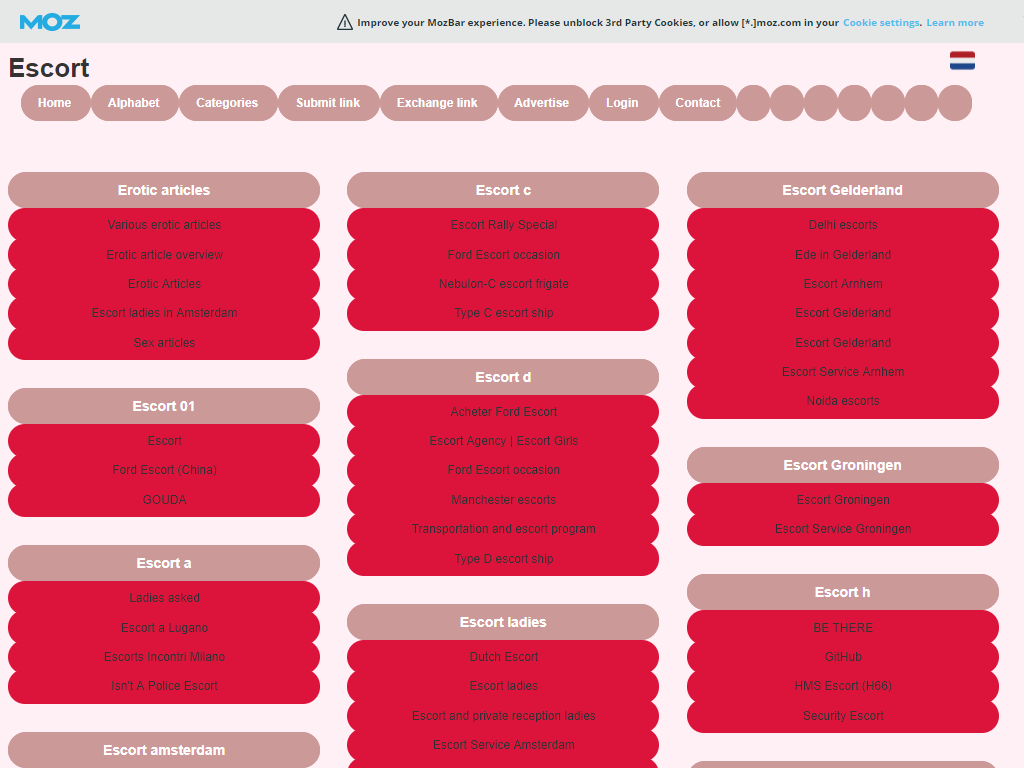 MOZ
Improve your MozBar experience. Please unblock 3rd Party Cookies, or allow [*.]moz.com in your Cookie settings. Learn more
Escort
Home
Alphabet
Categories
Submit link
Exchange link
Advertise
Login
Contact
Erotic articles
Various erotic articles
Erotic article overview
Erotic Articles
Escort ladies in Amsterdam
Sex articles
Escort 01
Escort
Ford Escort (China)
GOUDA
Escort a
Ladies asked
Escort a Lugano
Escorts Incontri Milano
Isn't A Police Escort
Escort amsterdam
Escort c
Escort Rally Special
Ford Escort occasion
Nebulon-C escort frigate
Type C escort ship
Escort d
Acheter Ford Escort
Escort Agency | Escort Girls
Ford Escort occasion
Manchester escorts
Transportation and escort program
Type D escort ship
Escort ladies
Dutch Escort
Escort ladies
Escort and private reception ladies
Escort Service Amsterdam
Escort Gelderland
Delhi escorts
Ede in Gelderland
Escort Arnhem
Escort Gelderland
Escort Gelderland
Escort Service Arnhem
Noida escorts
Escort Groningen
Escort Groningen
Escort Service Groningen
Escort h
BE THERE
GitHub
HMS Escort (H66)
Security Escort